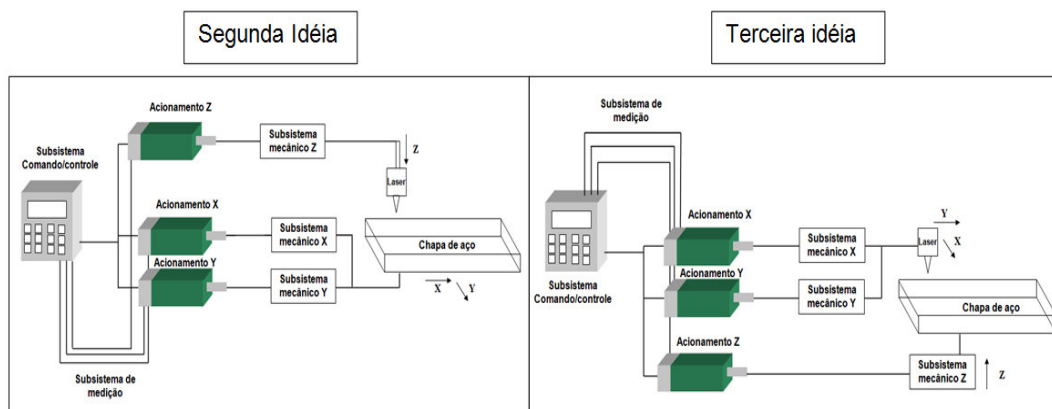 Segunda Idéia
Terceira idéia
Acionamento Z
Subsistema
mecânico Z
Z
Subsistema
Comando/controle
Laser
Acionamento X
Subsistema
mecânico X
Chapa de aço
Acionamento Y
Subsistema
mecânico Y
X
Y
Subsistema de
medição
Subsistema de
medição
Acionamento X
Subsistema
mecânico X
Y
Laser
X
Acionamento Y
Subsistema
mecânico Y
Subsistema
Comando/controle
Chapa de aço
Acionamento Z
Subsistema
mecânico Z
Z